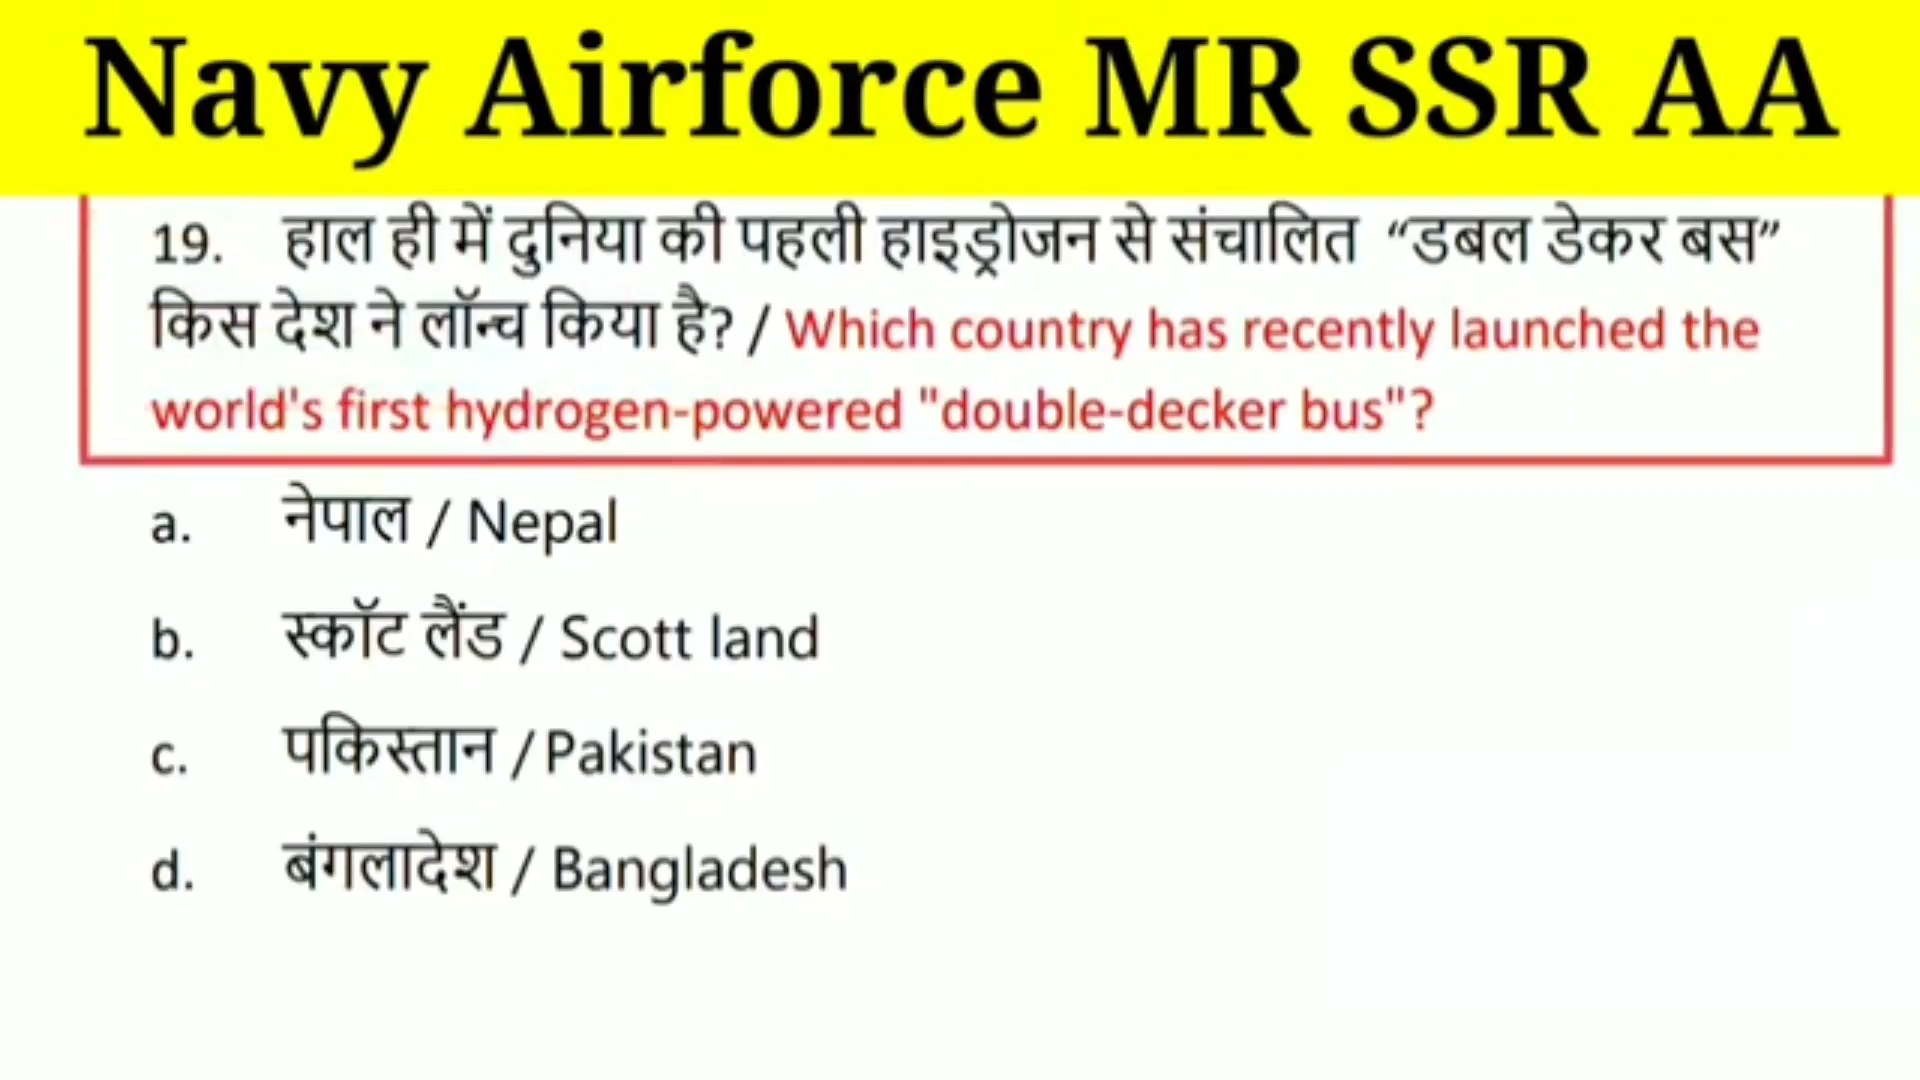 Navy Airforce MR SSR AA
19. हाल ही में दुनिया की पहली हाइड्रोजन से संचालित “डबल डेकर बस”
किस देश ने लॉन्च किया है? / Which country has recently launched the
world's first hydrogen-powered "double-decker bus"?
a. नेपाल / Nepal
b. स्कॉट लैंड / Scott land
c. पकिस्तान / Pakistan
d. बंगलादेश / Bangladesh